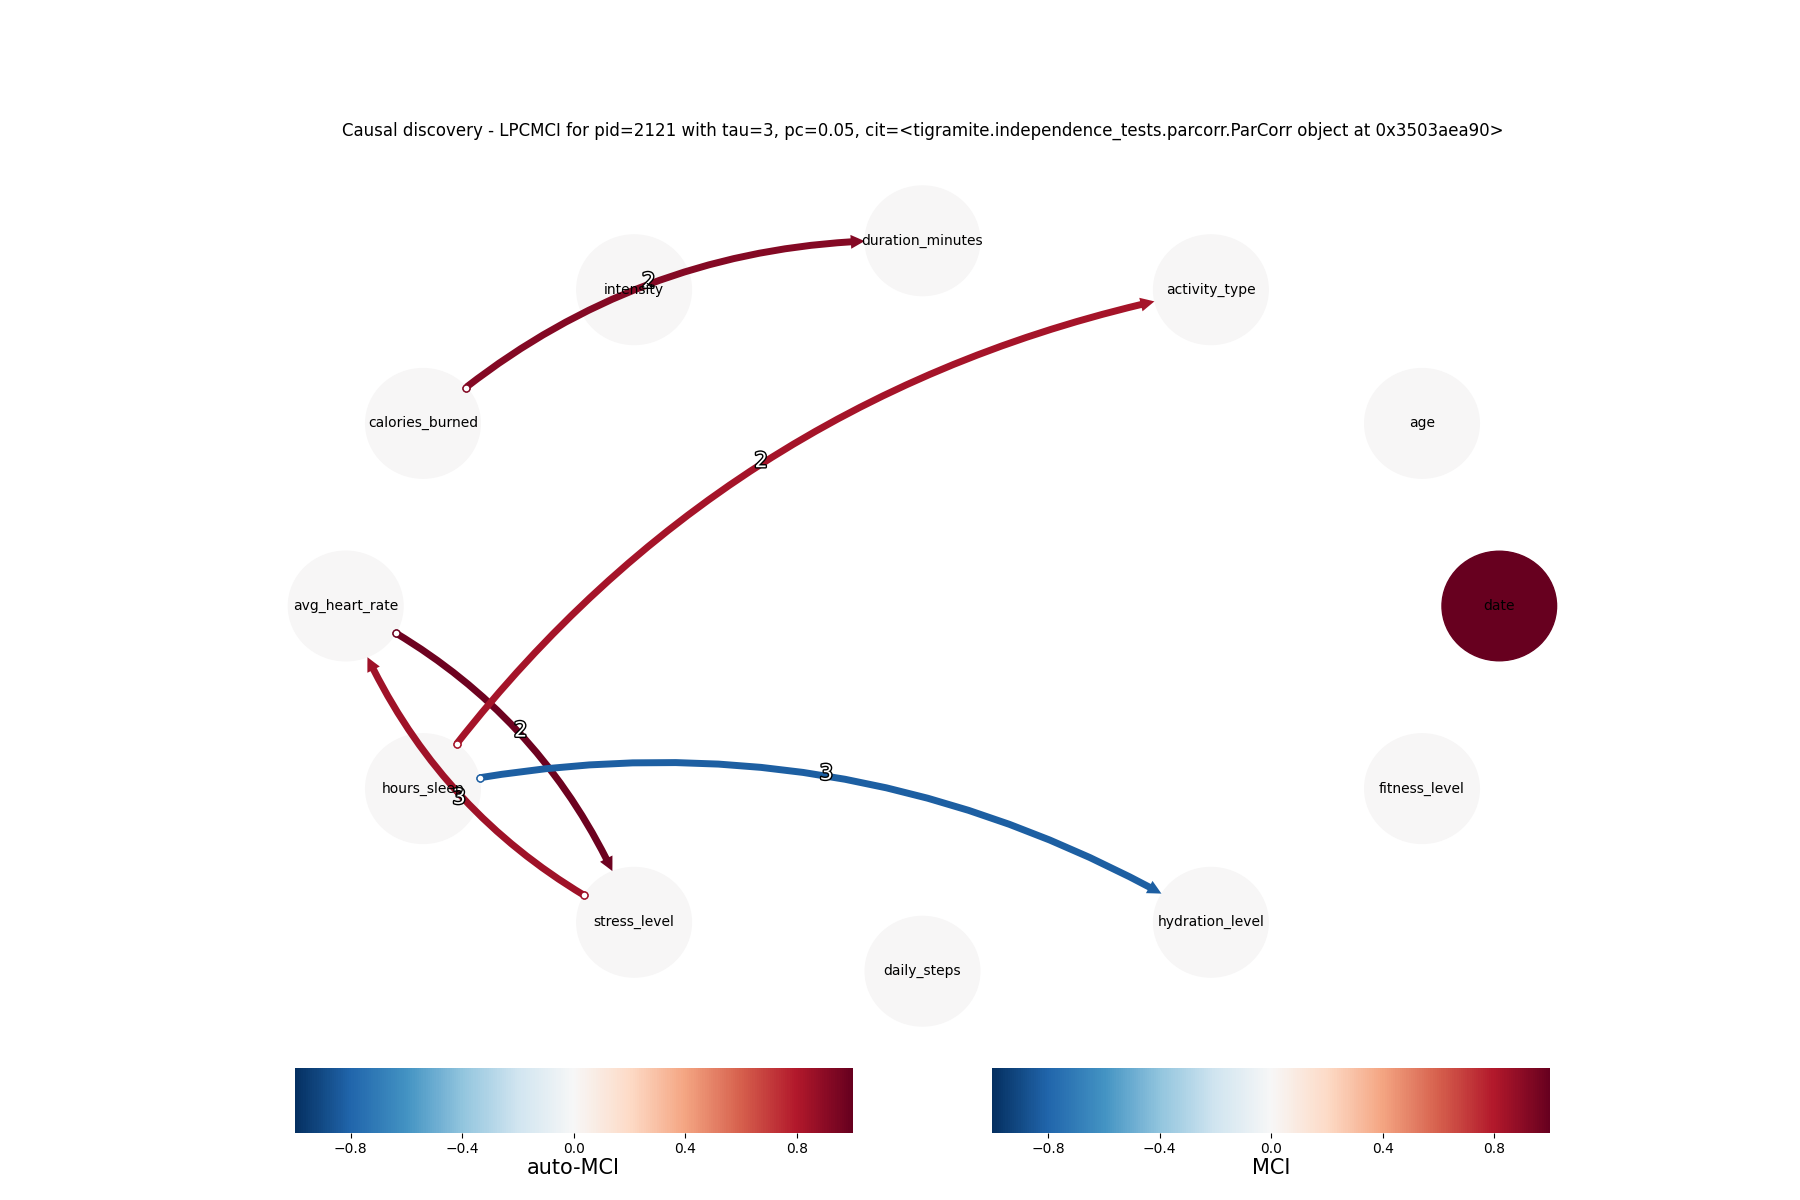 Causal discovery - LPCMCI for pid=2121 with tau=3, pc=0.05, cit=<tigramite.independence_tests.parcorr.ParCorr object at 0x3503aea90>
duration_minutes
2
intensity
activity_type
calories_burned
age
2
avg_heart_rate
date
2
3
hours_sleep
3
fitness_level
stress_level
hydration_level
daily_steps
−0.8 −0.4 0.0 0.4 0.8
auto-MCI
−0.8 −0.4 0.0 0.4 0.8
MCI